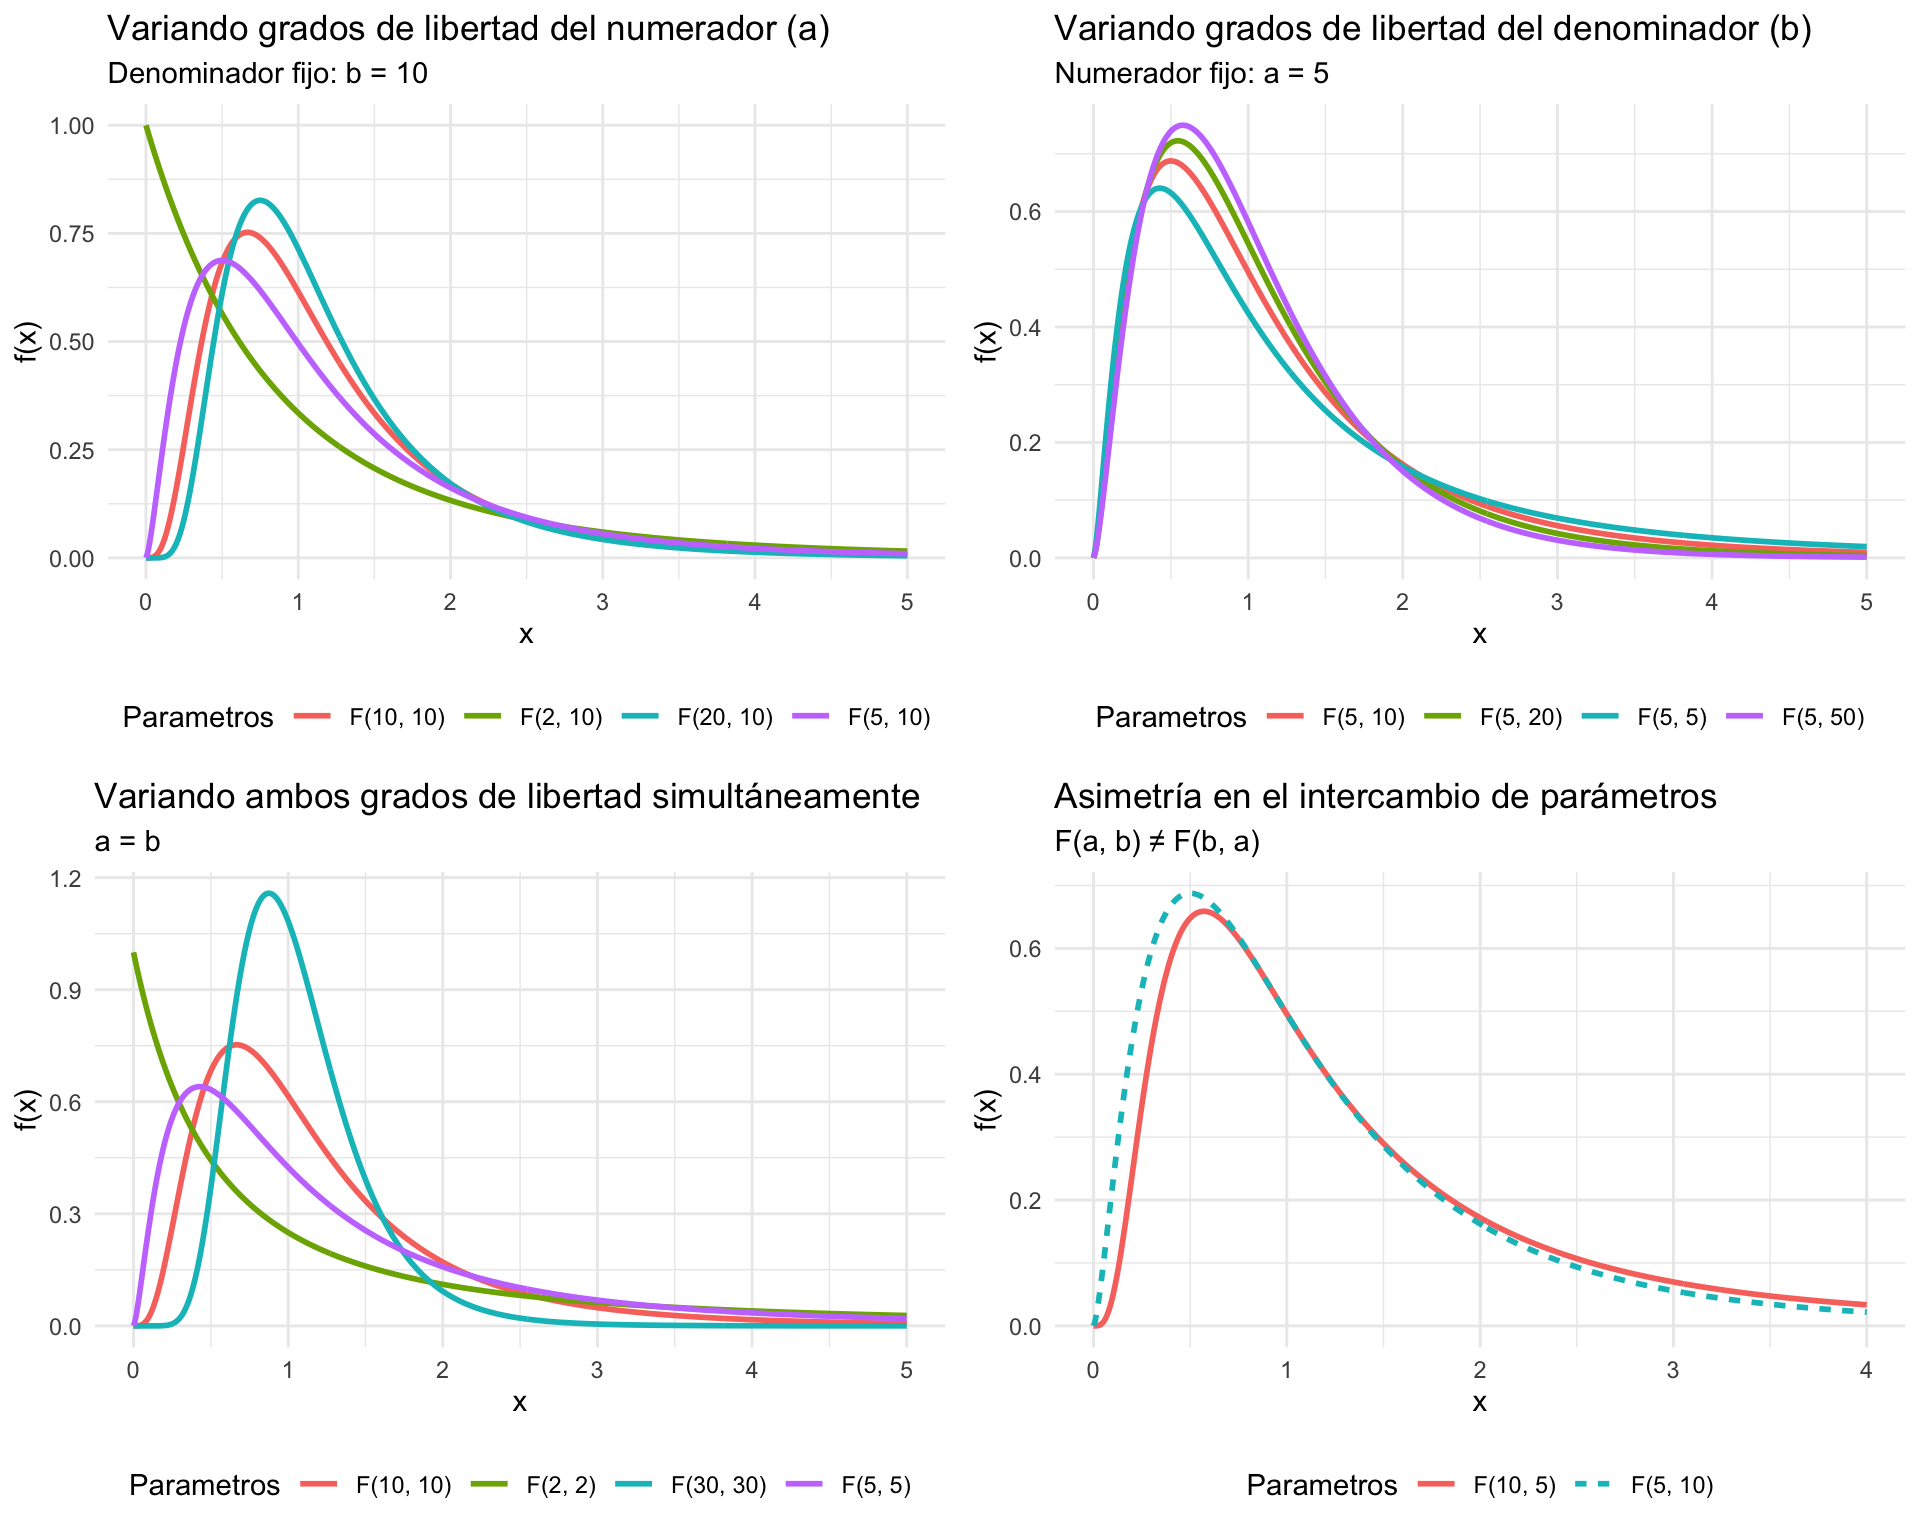 Variando grados de libertad del numerador (a)
Denominador fijo: b = 10
1.00
0.75
0.50
0.25
0.00
f(x)
0 1 2 3 4 5
x
Parametros F(10, 10) F(2, 10) F(20, 10) F(5, 10)
Variando grados de libertad del denominador (b)
Numerador fijo: a = 5
0.6
0.4
0.2
0.0
f(x)
0 1 2 3 4 5
x
Parametros F(5, 10) F(5, 20) F(5, 5) F(5, 50)
Variando ambos grados de libertad simultáneamente
a = b
1.2
0.9
0.6
0.3
0.0
f(x)
0 1 2 3 4 5
x
Parametros F(10, 10) F(2, 2) F(30, 30) F(5, 5)
Asimetría en el intercambio de parámetros
F(a, b) ≠ F(b, a)
0.6
0.4
0.2
0.0
f(x)
0 1 2 3 4
x
Parametros F(10, 5) F(5, 10)